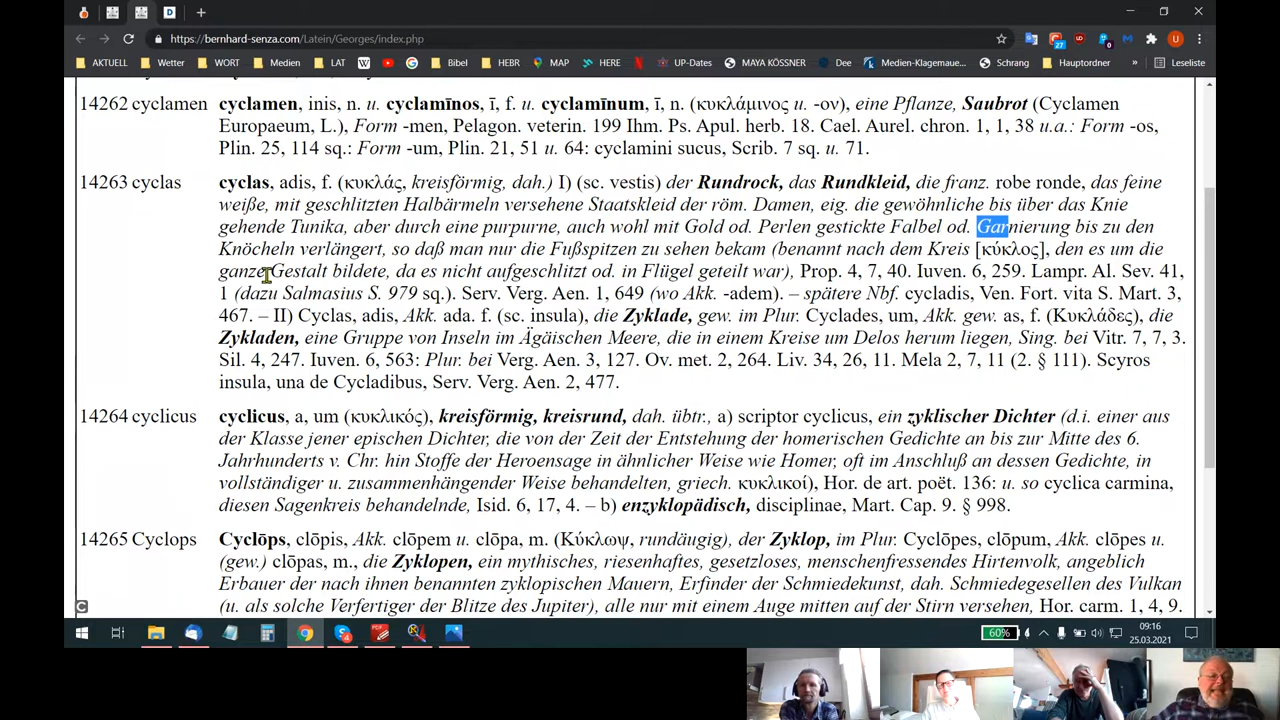 https://bernhard-senza.com/Latein/Georges/index.php
AKTUELL Wetter WORT Medien LAT YouTube Bibel HEBR MAP HERE UP-Dates MAYA KÖSSNER Dee Medien-Klagemaue... Schrang Hauptordner Leseliste
14262 cyclamen cyclamen, inis, n. u. cyclamīnos, ī, f. u. cyclamīnum, ī, n. (κυκλάμινος u. -ον), eine Pflanze, Saubrot (Cyclamen
Europaeum, L.), Form -men, Pelagon. veterin. 199 Ihm. Ps. Apul. herb. 18. Cael. Aurel. chron. 1, 1, 38 u.a.: Form -os,
Plin. 25, 114 sq.: Form -um, Plin. 21, 51 u. 64: cyclamini sucus, Scrib. 7 sq. u. 71.
14263 cyclas cyclas, adis, f. (κυκλάς, kreisförmig, dah.) I) (sc. vestis) der Rundrock, das Rundkleid, die franz. robe ronde, das feine
weiße, mit geschlitzten Halbärmeln versehene Staatskleid der röm. Damen, eig. die gewöhnliche bis über das Knie
gehende Tunika, aber durch eine purpurne, auch wohl mit Gold od. Perlen gestickte Falbel od. Garnierung bis zu den
Knöcheln verlängert, so daß man nur die Fußspitzen zu sehen bekam (benannt nach dem Kreis [κύκλος], den es um die
ganze Gestalt bildete, da es nicht aufgeschlitzt od. in Flügel geteilt war), Prop. 4, 7, 40. Iuven. 6, 259. Lampr. Al. Sev. 41,
1 (dazu Salmasius S. 979 sq.). Serv. Verg. Aen. 1, 649 (wo Akk. -adem). – spätere Nbf. cycladis, Ven. Fort. vita S. Mart. 3,
467. – II) Cyclas, adis, Akk. ada. f. (sc. insula), die Zyklade, gew. im Plur. Cyclades, um, Akk. gew. as, f. (Κυκλάδες), die
Zykladen, eine Gruppe von Inseln im Ägäischen Meere, die in einem Kreise um Delos herum liegen, Sing. bei Vitr. 7, 7, 3.
Sil. 4, 247. Iuven. 6, 563: Plur. bei Verg. Aen. 3, 127. Ov. met. 2, 264. Liv. 34, 26, 11. Mela 2, 7, 11 (2. § 111). Scyros
insula, una de Cycladibus, Serv. Verg. Aen. 2, 477.
14264 cyclicus cyclicus, a, um (κυκλικός), kreisförmig, kreisrund, dah. übtr., a) scriptor cyclicus, ein zyklischer Dichter (d.i. einer aus
der Klasse jener epischen Dichter, die von der Zeit der Entstehung der homerischen Gedichte an bis zur Mitte des 6.
Jahrhunderts v. Chr. hin Stoffe der Heroensage in ähnlicher Weise wie Homer, oft im Anschluß an dessen Gedichte, in
vollständiger u. zusammenhängender Weise behandelten, griech. κυκλικοί), Hor. de art. poët. 136: u. so cyclica carmina,
diesen Sagenkreis behandelnde, Isid. 6, 17, 4. – b) enzyklopädisch, disciplinae, Mart. Cap. 9. § 998.
14265 Cyclops Cyclōps, clōpis, Akk. clōpem u. clōpa, m. (Κύκλωψ, rundäugig), der Zyklop, im Plur. Cyclōpes, clōpum, Akk. clōpes u.
(gew.) clōpas, m., die Zyklopen, ein mythisches, riesenhaftes, gesetzloses, menschenfressendes Hirtenvolk, angeblich
Erbauer der nach ihnen benannten zyklopischen Mauern, Erfinder der Schmiedekunst, dah. Schmiedegesellen des Vulkan
(u. als solche Verfertiger der Blitze des Jupiter), alle nur mit einem Auge mitten auf der Stirn versehen, Hor. carm. 1, 4, 9.
60% 09:16
25.03.2021